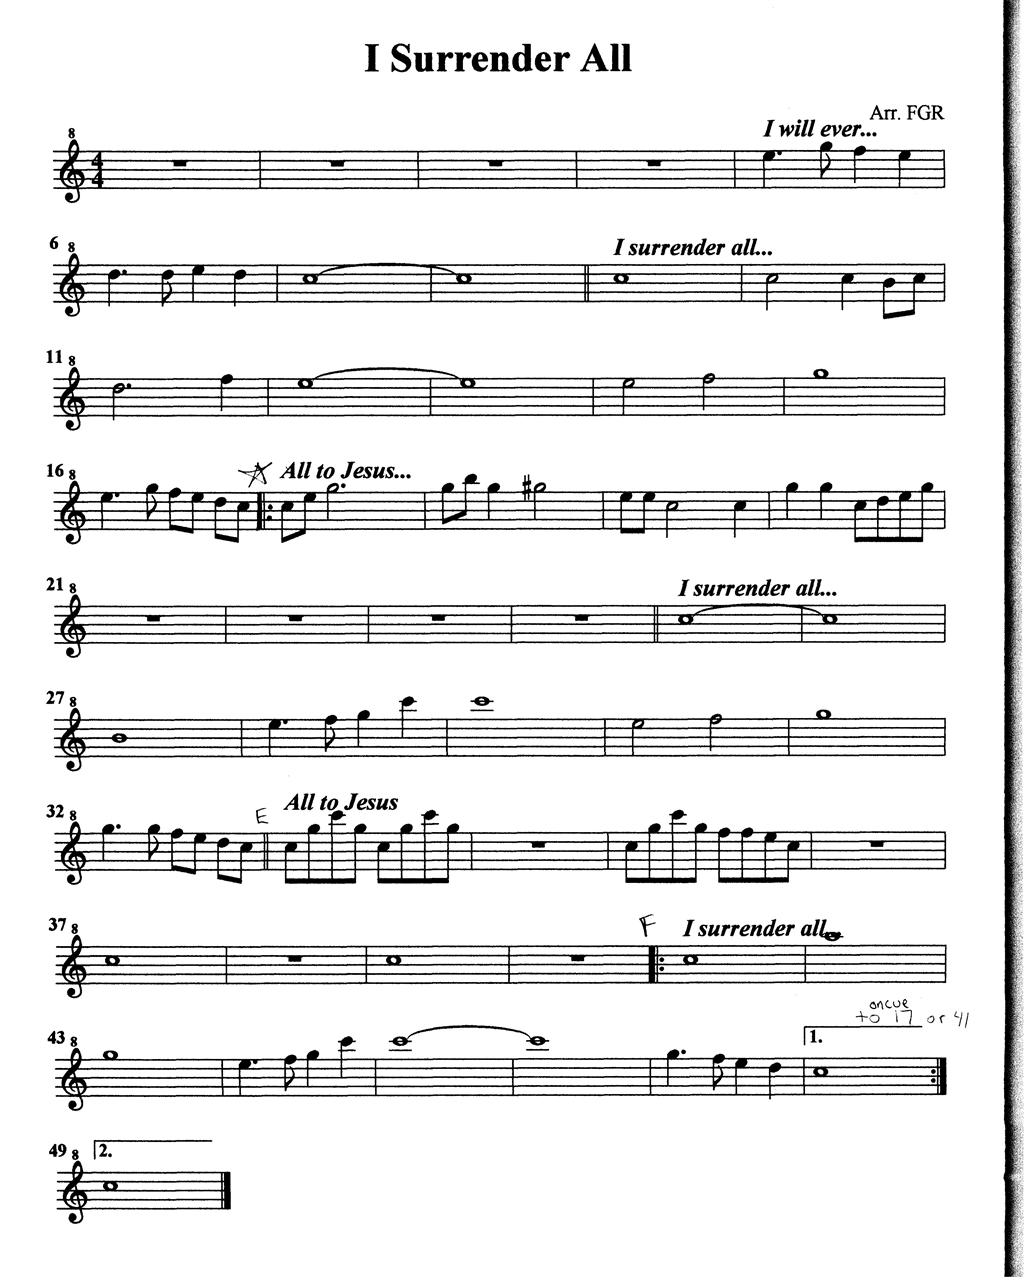 I Surrender All
Arr. FGR
I will ever...
8
4
4
6
8
I surrender all...
11
8
16
8
All to Jesus...
21
8
I surrender all...
27
8
32
8
E
All to Jesus
37
8
F
I surrender all...
oncue
to 17 or 41
43
8
1.
49
8
2.